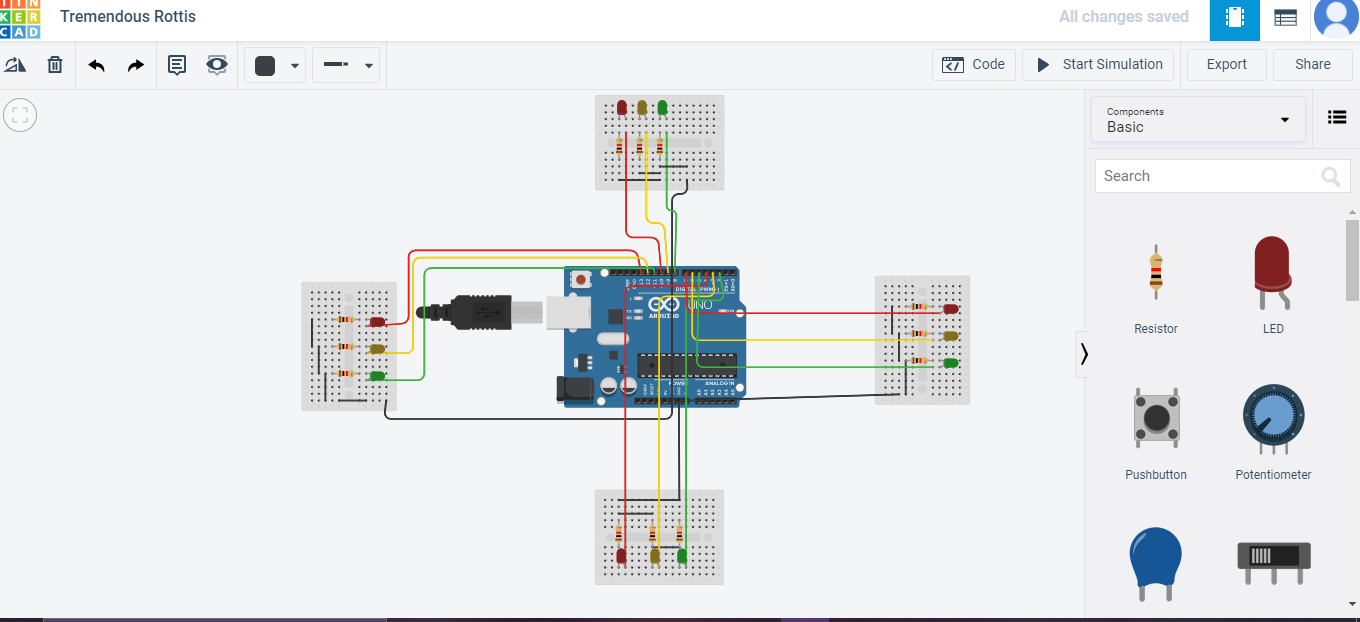 TIN
KER
CAD
Tremendous Rottis
All changes saved
Code
Start Simulation
Export
Share
Components
Basic
Search
Resistor
LED
Pushbutton
Potentiometer
DIGITAL
UNO
ARDUINO
POWER
ANALOG IN